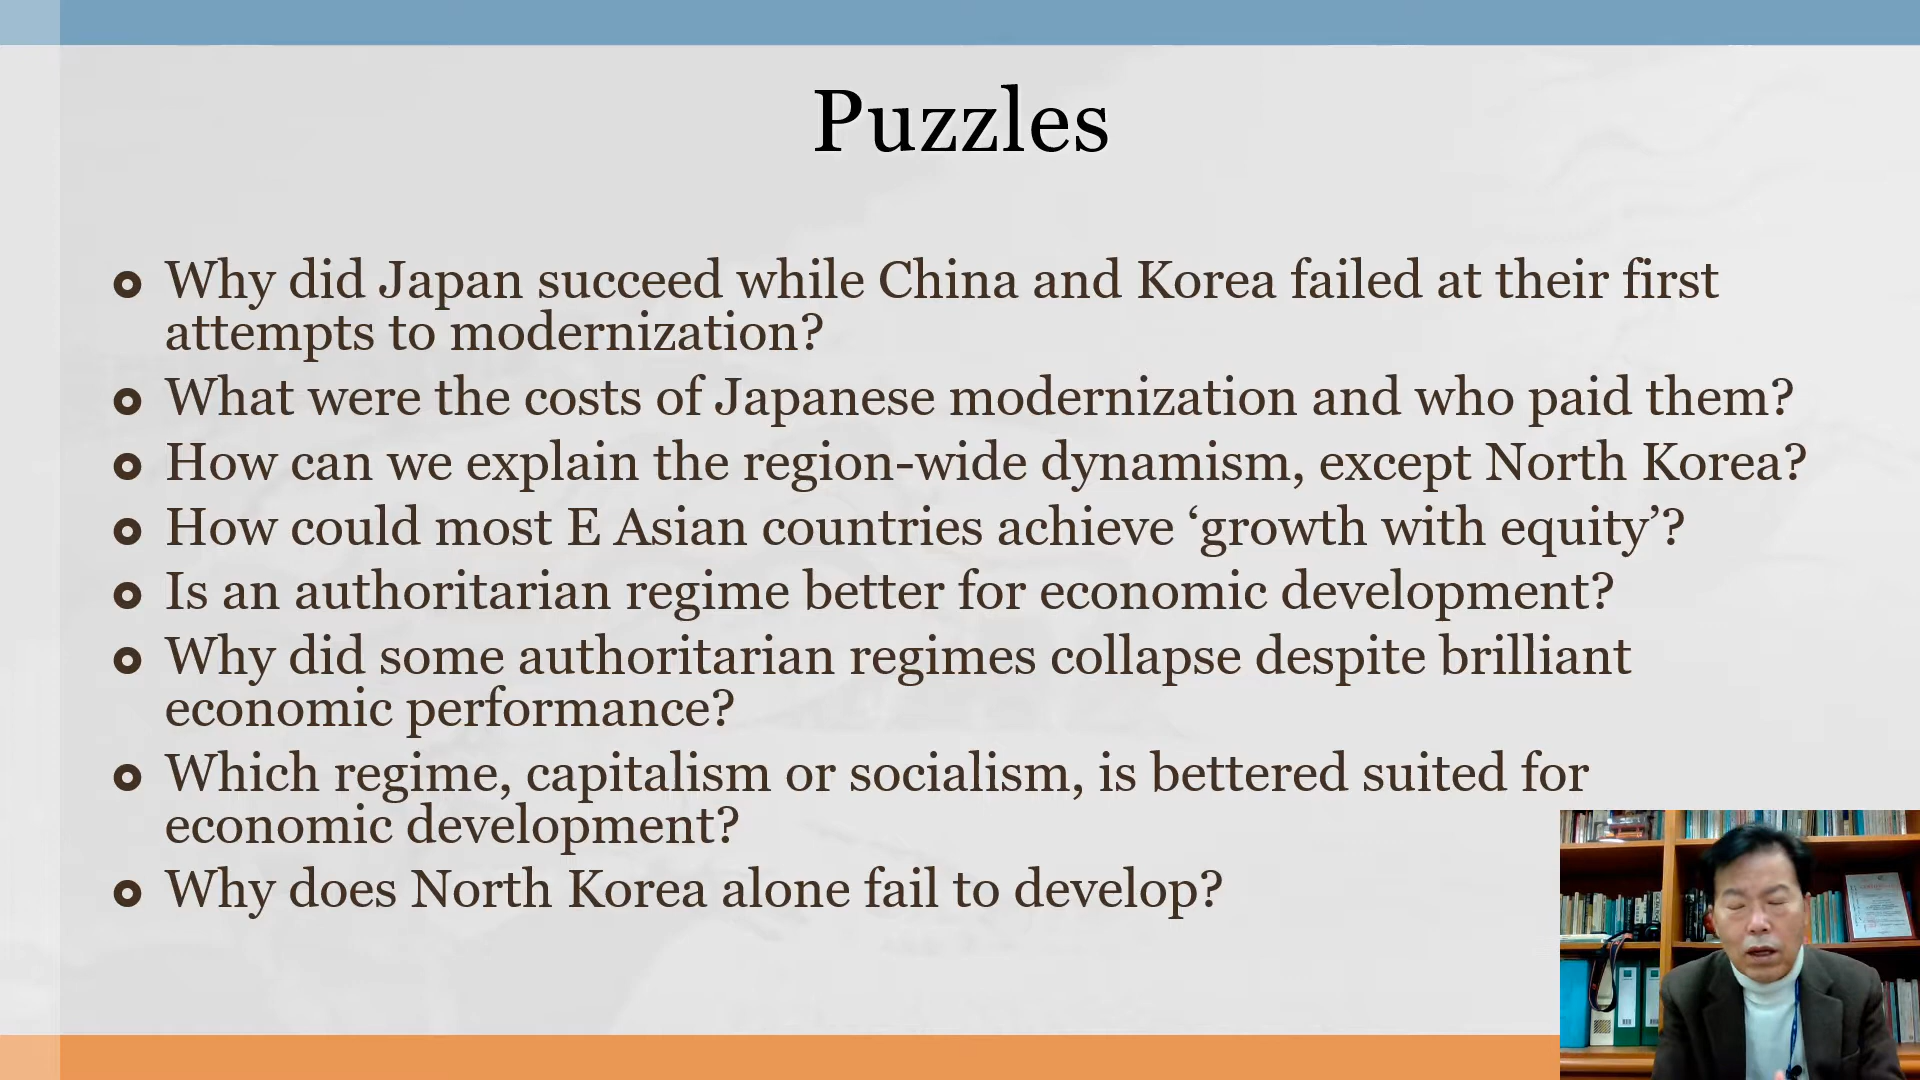 Puzzles
Why did Japan succeed while China and Korea failed at their first
attempts to modernization?
What were the costs of Japanese modernization and who paid them?
How can we explain the region-wide dynamism, except North Korea?
How could most E Asian countries achieve ‘growth with equity’?
Is an authoritarian regime better for economic development?
Why did some authoritarian regimes collapse despite brilliant
economic performance?
Which regime, capitalism or socialism, is bettered suited for
economic development?
Why does North Korea alone fail to develop?